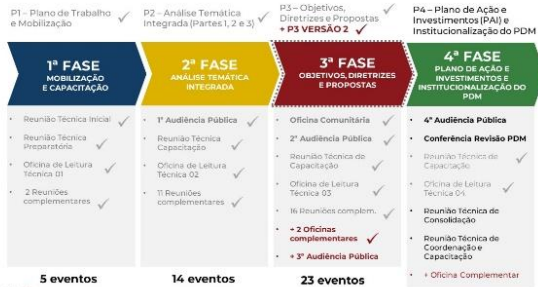 P1 – Plano de Trabalho
e Mobilização
P2 – Análise Temática
Integrada (Partes 1, 2 e 3)
P3 – Objetivos,
Diretrizes e Propostas
+ P3 VERSÃO 2
P4 – Plano de Ação e
Investimentos (PAI) e
Institucionalização do PDM
1ª FASE
MOBILIZAÇÃO
E CAPACITAÇÃO
2ª FASE
ANÁLISE TEMÁTICA
INTEGRADA
3ª FASE
OBJETIVOS, DIRETRIZES
E PROPOSTAS
4ª FASE
PLANO DE AÇÃO E
INVESTIMENTOS E
INSTITUCIONALIZAÇÃO DO
PDM
• Reunião Técnica Inicial
• Reunião Técnica
Preparatória
• Oficina de Leitura
Técnica 01
• 2 Reuniões
complementares
5 eventos
• 1ª Audiência Pública
• Reunião Técnica
Capacitação
• Oficina de Leitura
Técnica 02
• 11 Reuniões
complementares
14 eventos
• Oficina Comunitária
• 2ª Audiência Pública
• Reunião Técnica de
Capacitação
• Oficina de Leitura
Técnica 03
• 16 Reuniões complem.
• + 2 Oficinas
complementares
• + 3ª Audiência Pública
23 eventos
• 4ª Audiência Pública
• Conferência Revisão PDM
• Reunião Técnica de
Capacitação
• Oficina de Leitura
Técnica 04
• Reunião Técnica de
Consolidação
• Reunião Técnica de
Coordenação e
Capacitação
• + Oficina Complementar